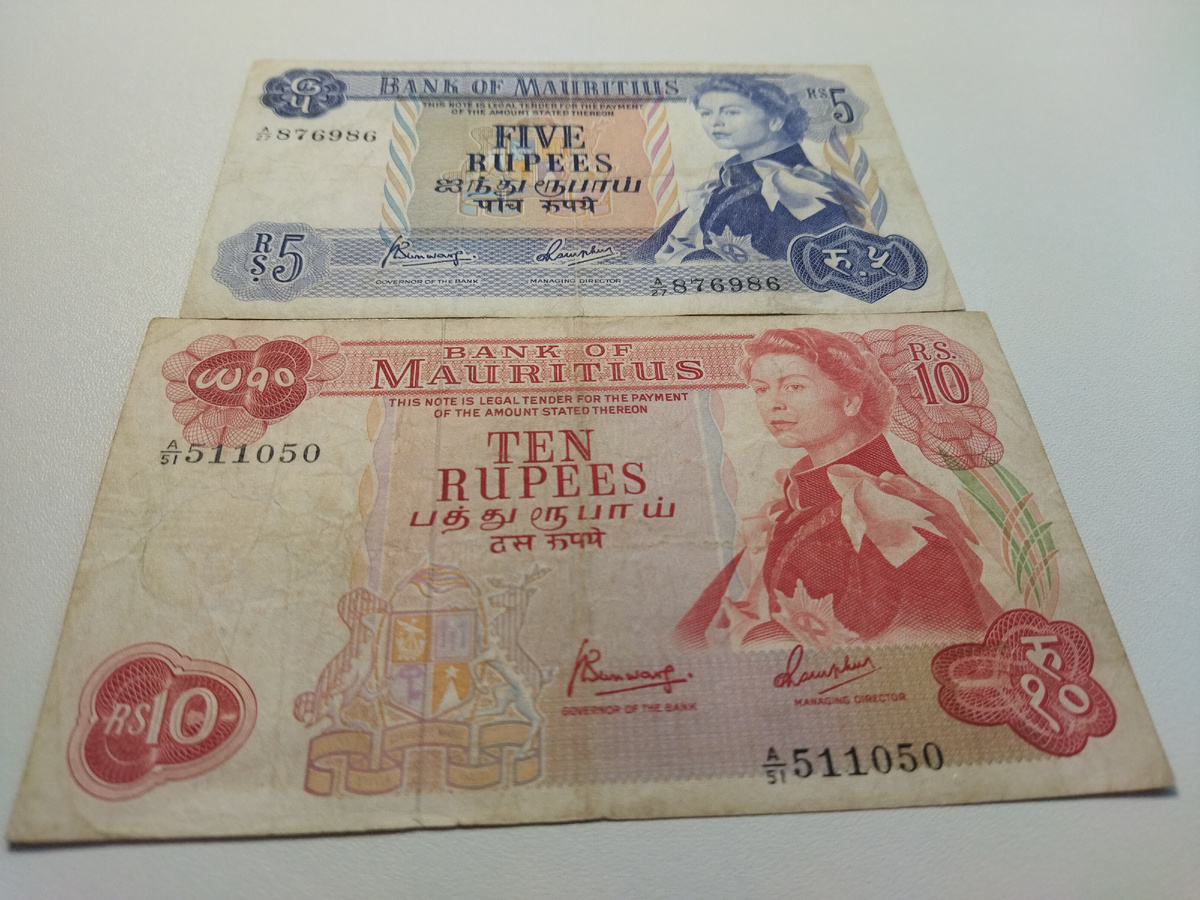 BANK OF MAURITIUS
THIS NOTE IS LEGAL TENDER FOR THE PAYMENT
OF THE AMOUNT STATED THEREON
RS 5
A/27 876986
FIVE
RUPEES
ஐந்து ரூபாய்
पांच रुपये
RS. 5
GOVERNOR OF THE BANK
MANAGING DIRECTOR
रु.५
A/27 876986
BANK OF
MAURITIUS
THIS NOTE IS LEGAL TENDER FOR THE PAYMENT
OF THE AMOUNT STATED THEREON
RS.
10
A/51 511050
TEN
RUPEES
பத்து ரூபாய்
दस रुपये
RS 10
GOVERNOR OF THE BANK
MANAGING DIRECTOR
रु
१०
A/51 511050